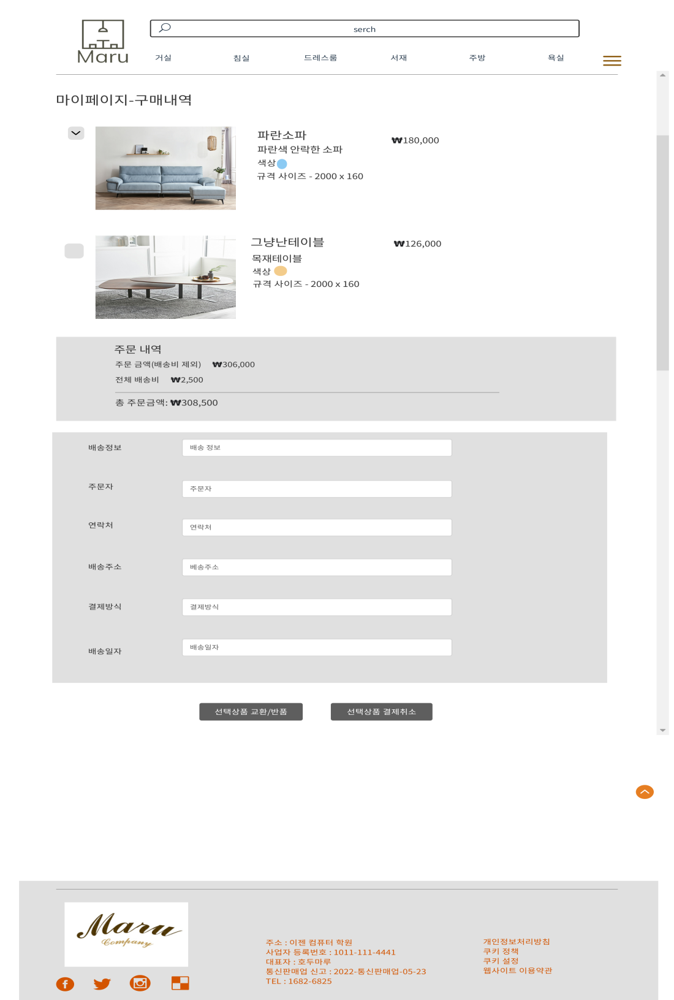 Maru
serch
거실
침실
드레스룸
서재
주방
욕실
마이페이지-구매내역
파란소파
₩180,000
파란색 안락한 소파
색상
규격 사이즈 - 2000 x 160
그냥난테이블
₩126,000
목재테이블
색상
규격 사이즈 - 2000 x 160
주문 내역
주문 금액(배송비 제외) ₩306,000
전체 배송비 ₩2,500
총 주문금액: ₩308,500
배송정보
배송 정보
주문자
주문자
연락처
연락처
배송주소
베송주소
결제방식
결제방식
배송일자
배송일자
선택상품 교환/반품
선택상품 결제취소
Maru
Company
주소 : 이젠 컴퓨터 학원
사업자 등록번호 : 1011-111-4441
대표자 : 호두마루
통신판매업 신고 : 2022-통신판매업-05-23
TEL : 1682-6825
개인정보처리방침
쿠키 정책
쿠키 설정
웹사이트 이용약관